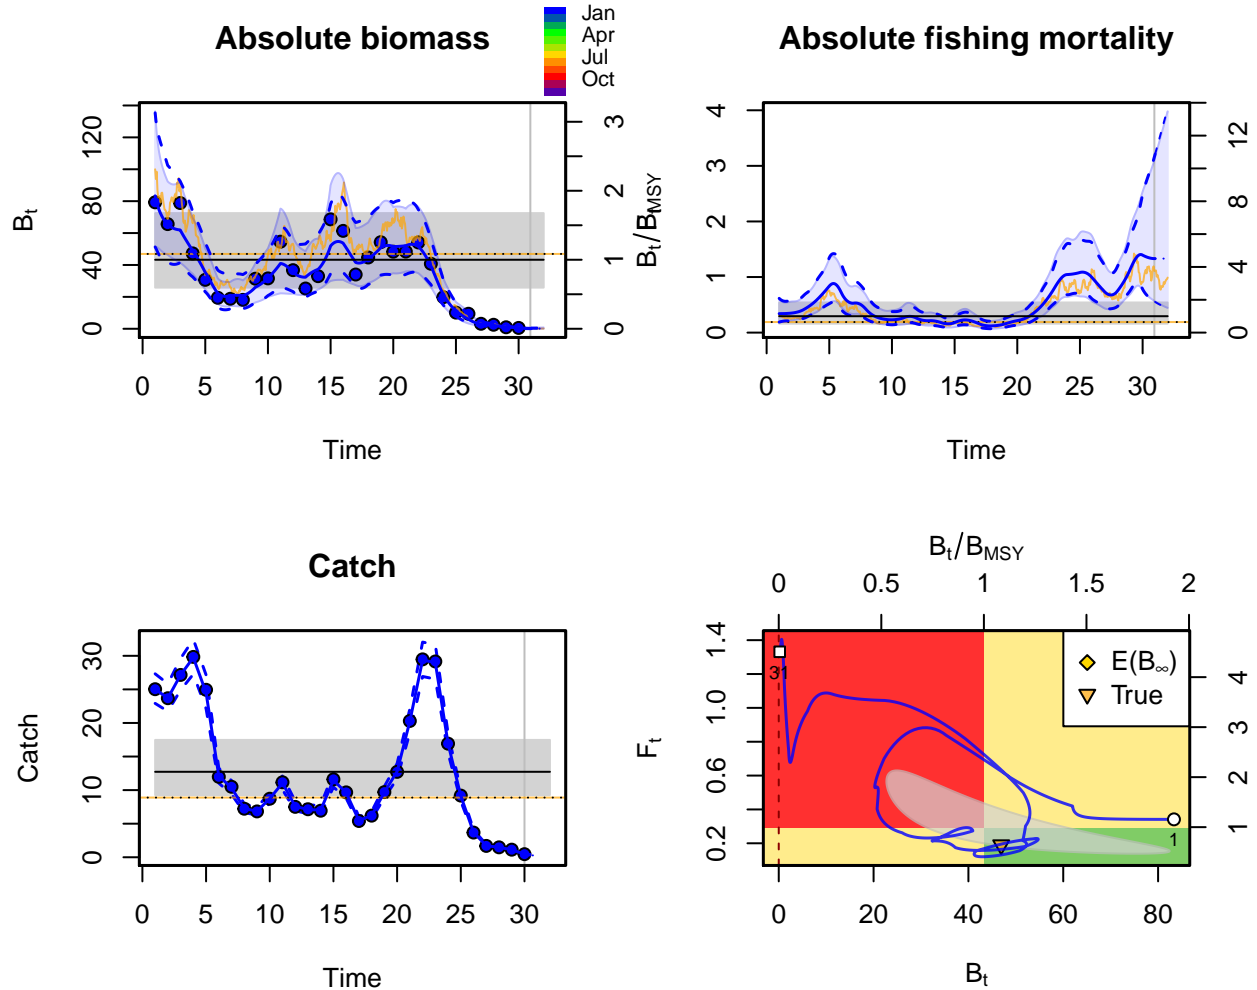 Absolute biomass
Jan
Apr
Jul
Oct
Absolute fishing mortality
B_t
0 40 80 120
B_t/B_MSY
0 1 2 3
0 5 10 15 20 25 30
Time
0 1 2 3 4
0 4 8 12
0 5 10 15 20 25 30
Time
Catch
Catch
0 10 20 30
0 5 10 15 20 25 30
Time
B_t/B_MSY
0 0.5 1 1.5 2
F_t
0.2 0.6 1.0 1.4
1 2 3 4
E(B_∞)
True
31
1
0 20 40 60 80
B_t